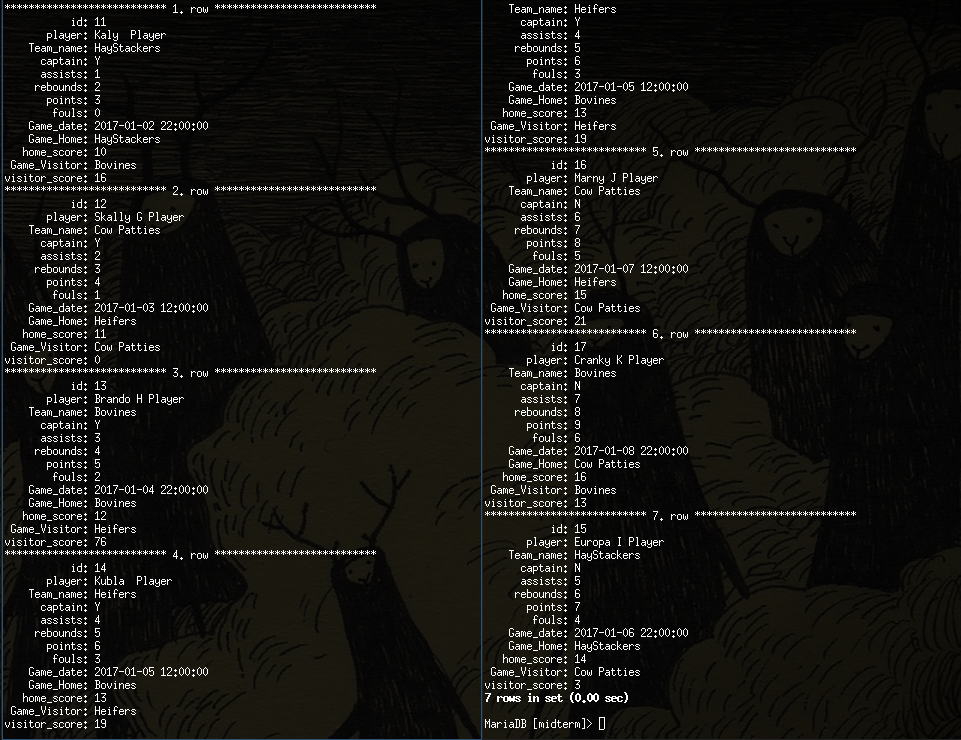 *************************** 1. row ***************************
id: 11
player: Kaly  Player
Team_name: HayStackers
captain: Y
assists: 1
rebounds: 2
points: 3
fouls: 0
Game_date: 2017-01-02 22:00:00
Game_Home: HayStackers
home_score: 10
Game_Visitor: Bovines
visitor_score: 16
*************************** 2. row ***************************
id: 12
player: Skally G Player
Team_name: Cow Patties
captain: Y
assists: 2
rebounds: 3
points: 4
fouls: 1
Game_date: 2017-01-03 12:00:00
Game_Home: Heifers
home_score: 11
Game_Visitor: Cow Patties
visitor_score: 0
*************************** 3. row ***************************
id: 13
player: Brando H Player
Team_name: Bovines
captain: Y
assists: 3
rebounds: 4
points: 5
fouls: 2
Game_date: 2017-01-04 22:00:00
Game_Home: Bovines
home_score: 12
Game_Visitor: Heifers
visitor_score: 76
*************************** 4. row ***************************
id: 14
player: Kubla  Player
Team_name: Heifers
captain: Y
assists: 4
rebounds: 5
points: 6
fouls: 3
Game_date: 2017-01-05 12:00:00
Game_Home: Bovines
home_score: 13
Game_Visitor: Heifers
visitor_score: 19
Team_name: Heifers
captain: Y
assists: 4
rebounds: 5
points: 6
fouls: 3
Game_date: 2017-01-05 12:00:00
Game_Home: Bovines
home_score: 13
Game_Visitor: Heifers
visitor_score: 19
*************************** 5. row ***************************
id: 16
player: Marny J Player
Team_name: Cow Patties
captain: N
assists: 6
rebounds: 7
points: 8
fouls: 5
Game_date: 2017-01-07 12:00:00
Game_Home: Heifers
home_score: 15
Game_Visitor: Cow Patties
visitor_score: 21
*************************** 6. row ***************************
id: 17
player: Cranky K Player
Team_name: Bovines
captain: N
assists: 7
rebounds: 8
points: 9
fouls: 6
Game_date: 2017-01-08 22:00:00
Game_Home: Cow Patties
home_score: 16
Game_Visitor: Bovines
visitor_score: 13
*************************** 7. row ***************************
id: 15
player: Europa I Player
Team_name: HayStackers
captain: N
assists: 5
rebounds: 6
points: 7
fouls: 4
Game_date: 2017-01-06 22:00:00
Game_Home: HayStackers
home_score: 14
Game_Visitor: Cow Patties
visitor_score: 3
7 rows in set (0.00 sec)
MariaDB [midterm]>